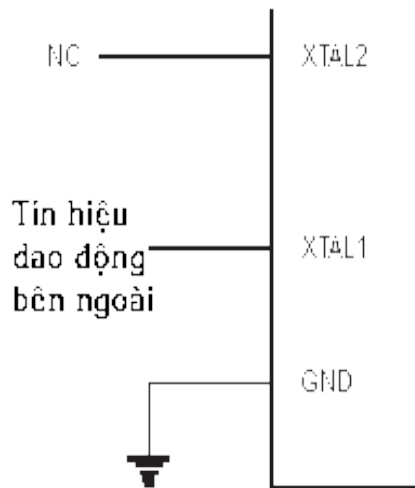 NC
XTAL2
Tín hiệu
dao động
bên ngoài
XTAL1
GND